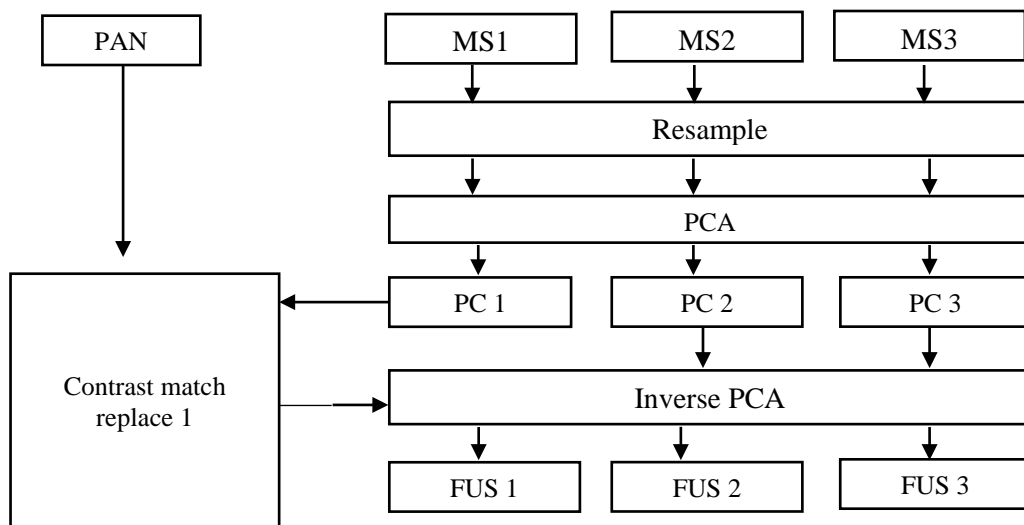 PAN
MS1
MS2
MS3
Resample
PCA
PC 1
PC 2
PC 3
Contrast match
replace 1
Inverse PCA
FUS 1
FUS 2
FUS 3